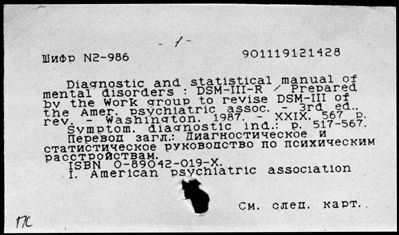 - 1 -
Шифр N2-986 901119121428
Diagnostic and statistical manual of
mental disorders : DSM-III-R / Prepared
by the Work group to revise DSM-III of
the Amer. psychiatric assoc. - 3rd ed.,
rev. - Washington. 1987. - XXIX, 567 p.
Symptom. diagnostic ind.: p. 517-567.
Перевод загл.: Диагностическое и
статистическое руководство по психическим
расстройствам.
ISBN 0-89042-019-X.
I. American psychiatric association
См. след. карт.
ПС